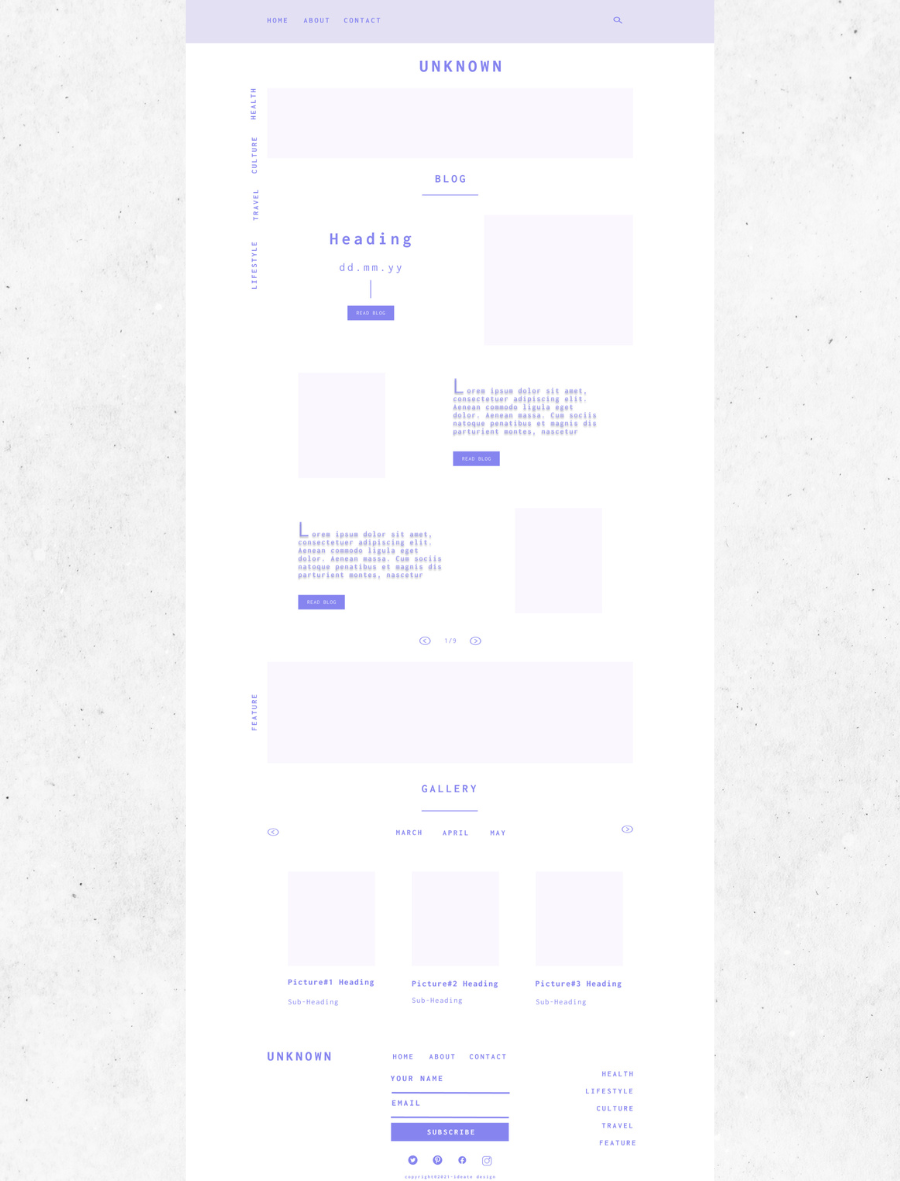 HOME ABOUT CONTACT
UNKNOWN
HEALTH
CULTURE
TRAVEL
LIFESTYLE
BLOG
Heading
dd.mm.yy
READ BLOG
Lorem ipsum dolor sit amet,
consectetuer adipiscing elit.
Aenean commodo ligula eget
dolor. Aenean massa. Cum sociis
natoque penatibus et magnis dis
parturient montes, nascetur
READ BLOG
Lorem ipsum dolor sit amet,
consectetuer adipiscing elit.
Aenean commodo ligula eget
dolor. Aenean massa. Cum sociis
natoque penatibus et magnis dis
parturient montes, nascetur
READ BLOG
1/9
FEATURE
GALLERY
MARCH APRIL MAY
Picture#1 Heading
Sub-Heading
Picture#2 Heading
Sub-Heading
Picture#3 Heading
Sub-Heading
UNKNOWN
HOME ABOUT CONTACT
YOUR NAME
EMAIL
SUBSCRIBE
HEALTH
LIFESTYLE
CULTURE
TRAVEL
FEATURE
copyright©2021-ideate design